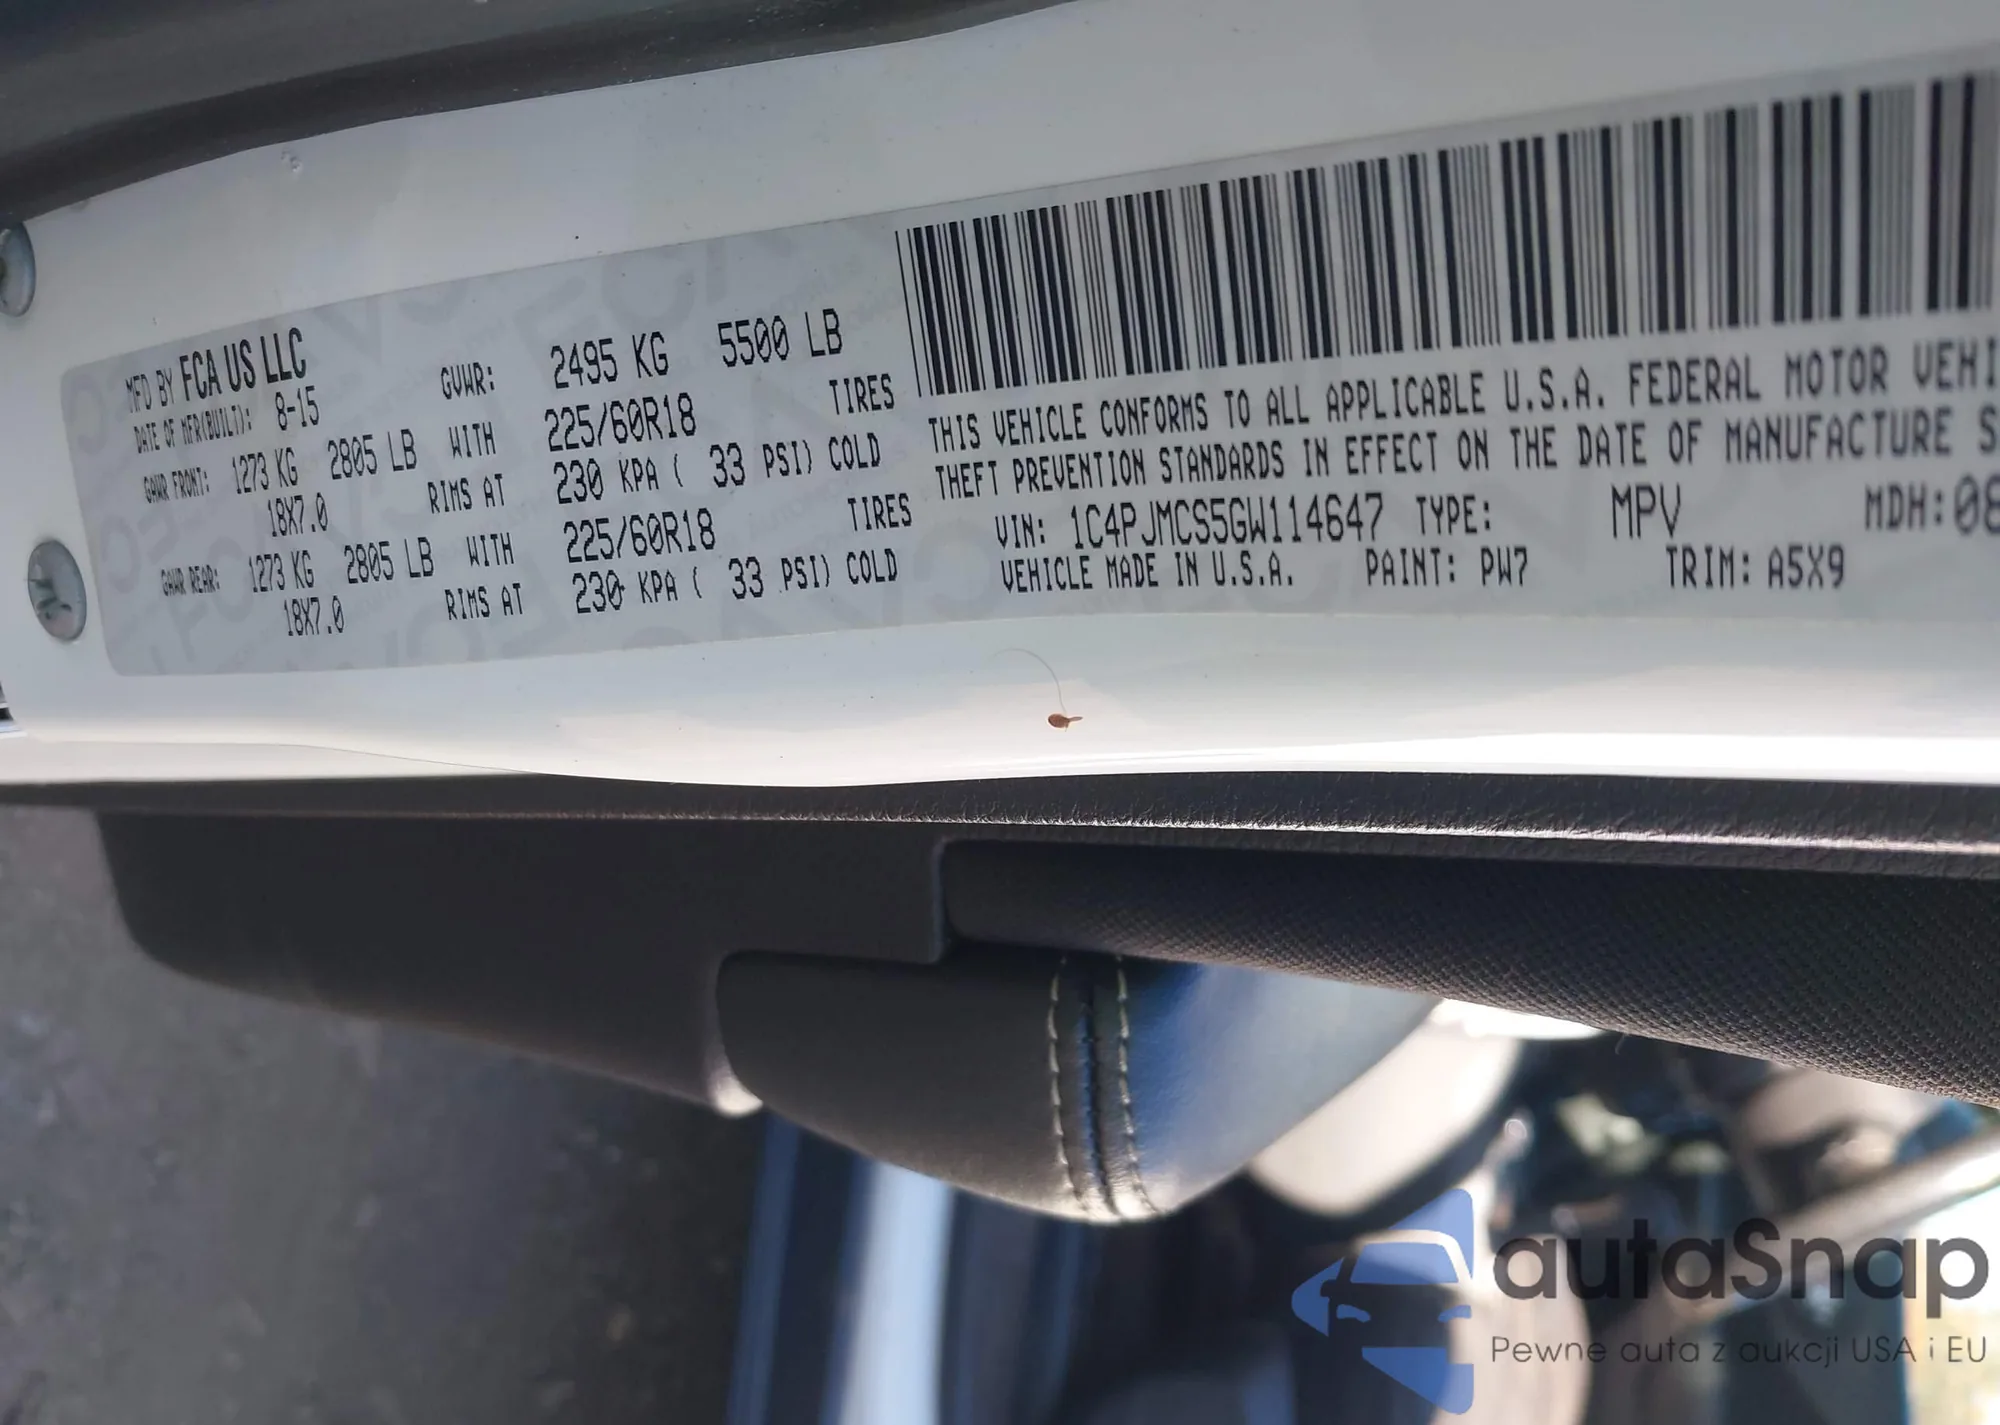 MFD BY FCA US LLC
DATE OF MFR(BUILT): 8-15 GVWR: 2495 KG 5500 LB
GAWR FRONT: 1273 KG 2805 LB WITH 225/60R18 TIRES
18X7.0 RIMS AT 230 KPA ( 33 PSI) COLD
GAWR REAR: 1273 KG 2805 LB WITH 225/60R18 TIRES
18X7.0 RIMS AT 230 KPA ( 33 PSI) COLD
THIS VEHICLE CONFORMS TO ALL APPLICABLE U.S.A. FEDERAL MOTOR VEHI
THEFT PREVENTION STANDARDS IN EFFECT ON THE DATE OF MANUFACTURE S
VIN: 1C4PJMCS5GW114647 TYPE: MPV MDH: 08
VEHICLE MADE IN U.S.A. PAINT: PW7 TRIM: A5X9
autaSnap
Pewne auta z aukcji USA i EU